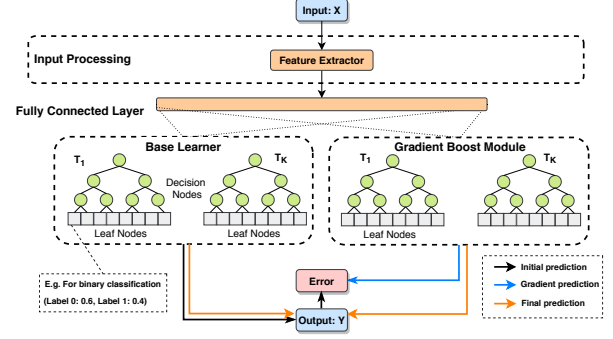 Input: X
Input Processing
Feature Extractor
Fully Connected Layer
Base Learner
Gradient Boost Module
T1
TK
T1
TK
Decision
Nodes
Leaf Nodes
Leaf Nodes
Leaf Nodes
E.g. For binary classification
(Label 0: 0.6, Label 1: 0.4)
Error
Output: Y
Initial prediction
Gradient prediction
Final prediction